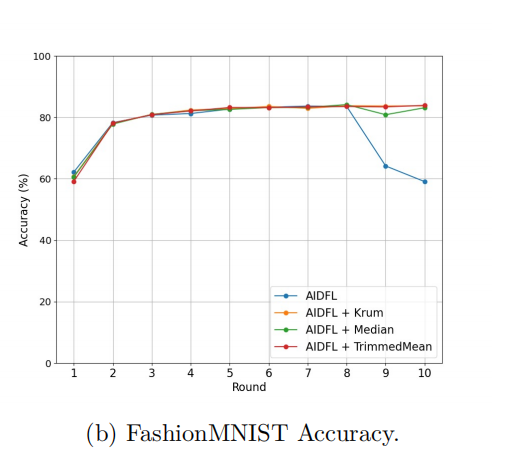 100
80
60
40
20
0
Accuracy (%)
AIDFL
AIDFL + Krum
AIDFL + Median
AIDFL + TrimmedMean
1 2 3 4 5 6 7 8 9 10
Round
(b) FashionMNIST Accuracy.